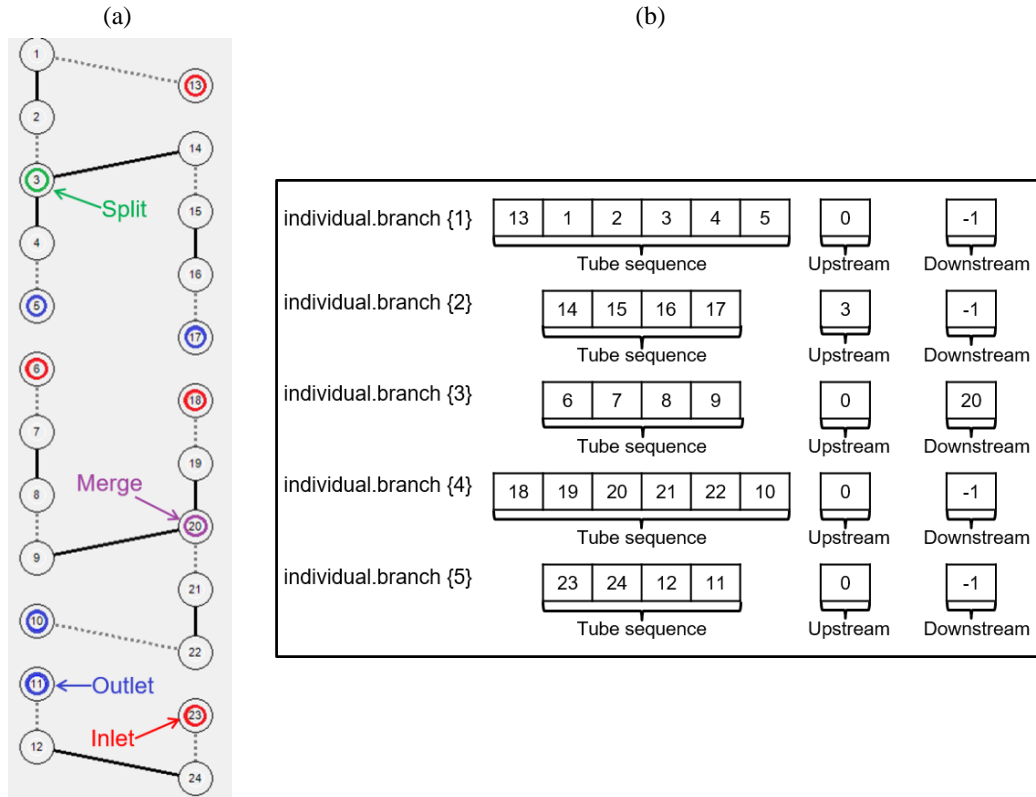 (a)
1
13
2
14
3
Split
15
4
16
5
17
6
18
7
19
Merge
8
20
9
21
10
22
11
Outlet
Inlet
23
12
24
(b)
individual.branch {1} 13 1 2 3 4 5 0 -1
Tube sequence Upstream Downstream
individual.branch {2} 14 15 16 17 3 -1
Tube sequence Upstream Downstream
individual.branch {3} 6 7 8 9 0 20
Tube sequence Upstream Downstream
individual.branch {4} 18 19 20 21 22 10 0 -1
Tube sequence Upstream Downstream
individual.branch {5} 23 24 12 11 0 -1
Tube sequence Upstream Downstream